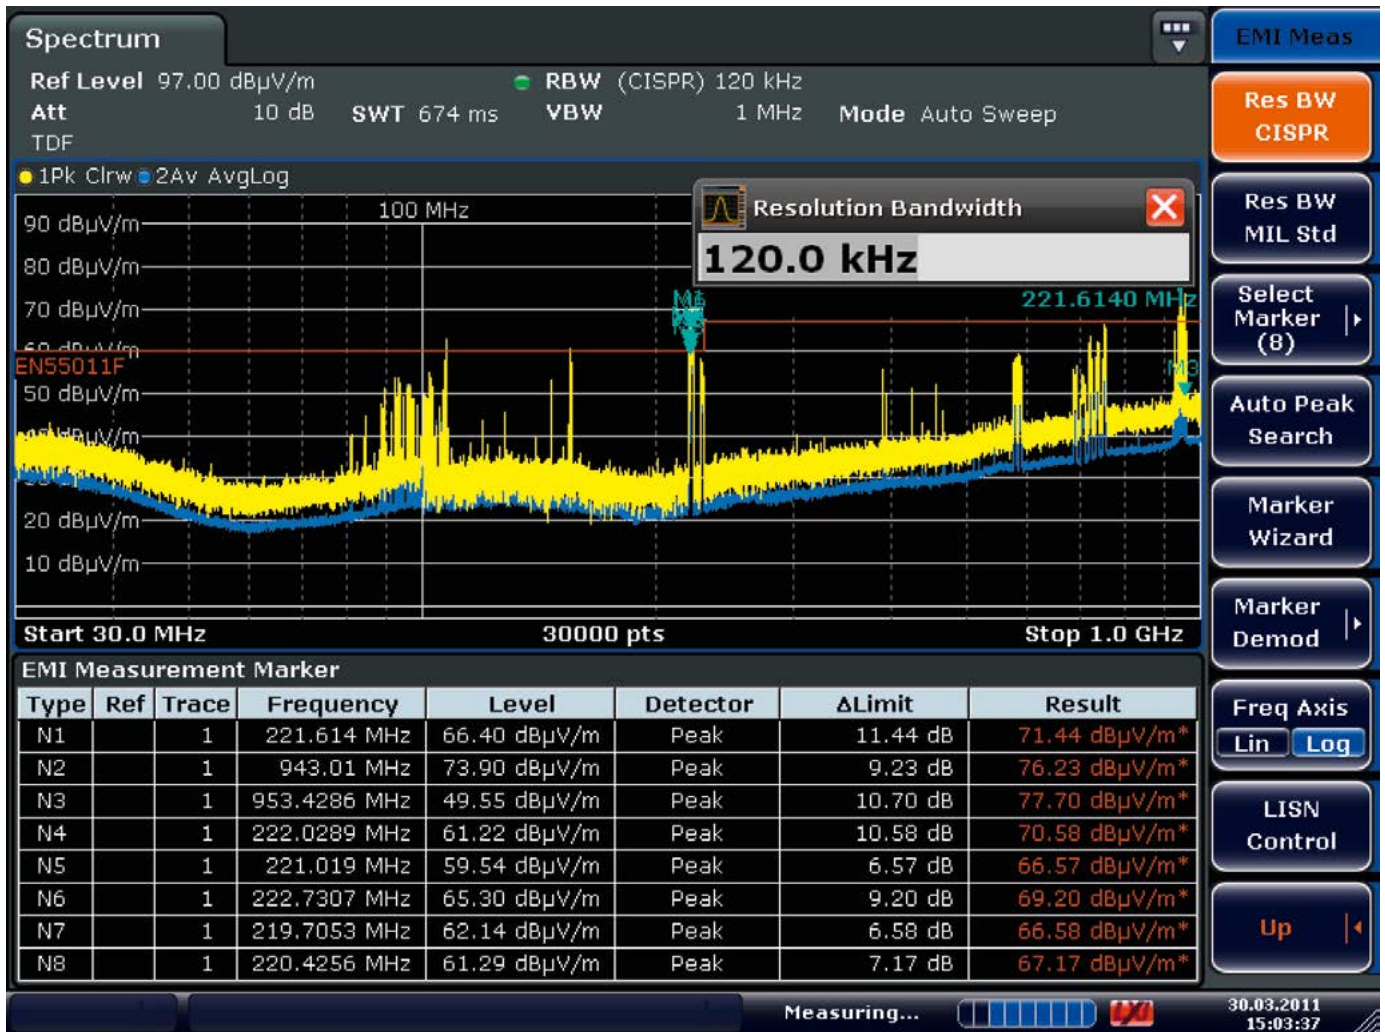 Spectrum
EMI Meas
Ref Level 97.00 dBµV/m
RBW (CISPR) 120 kHz
Att 10 dB SWT 674 ms VBW 1 MHz Mode Auto Sweep
TDF
1Pk Clrw 2Av AvgLog
100 MHz
Resolution Bandwidth
120.0 kHz
90 dBµV/m
80 dBµV/m
70 dBµV/m
221.6140 MHz
60 dBµV/m
EN55011F
M3
50 dBµV/m
20 dBµV/m
10 dBµV/m
Start 30.0 MHz 30000 pts Stop 1.0 GHz
EMI Measurement Marker
Type Ref Trace Frequency Level Detector ΔLimit Result
N1 1 221.614 MHz 66.40 dBµV/m Peak 11.44 dB 71.44 dBµV/m*
N2 1 943.01 MHz 73.90 dBµV/m Peak 9.23 dB 76.23 dBµV/m*
N3 1 953.4286 MHz 49.55 dBµV/m Peak 10.70 dB 77.70 dBµV/m*
N4 1 222.0289 MHz 61.22 dBµV/m Peak 10.58 dB 70.58 dBµV/m*
N5 1 221.019 MHz 59.54 dBµV/m Peak 6.57 dB 66.57 dBµV/m*
N6 1 222.7307 MHz 65.30 dBµV/m Peak 9.20 dB 69.20 dBµV/m*
N7 1 219.7053 MHz 62.14 dBµV/m Peak 6.58 dB 66.58 dBµV/m*
N8 1 220.4256 MHz 61.29 dBµV/m Peak 7.17 dB 67.17 dBµV/m*
Measuring...
30.03.2011
15:03:37
Res BW
CISPR
Res BW
MIL Std
Select
Marker
(8)
Auto Peak
Search
Marker
Wizard
Marker
Demod
Freq Axis
Lin Log
LISN
Control
Up